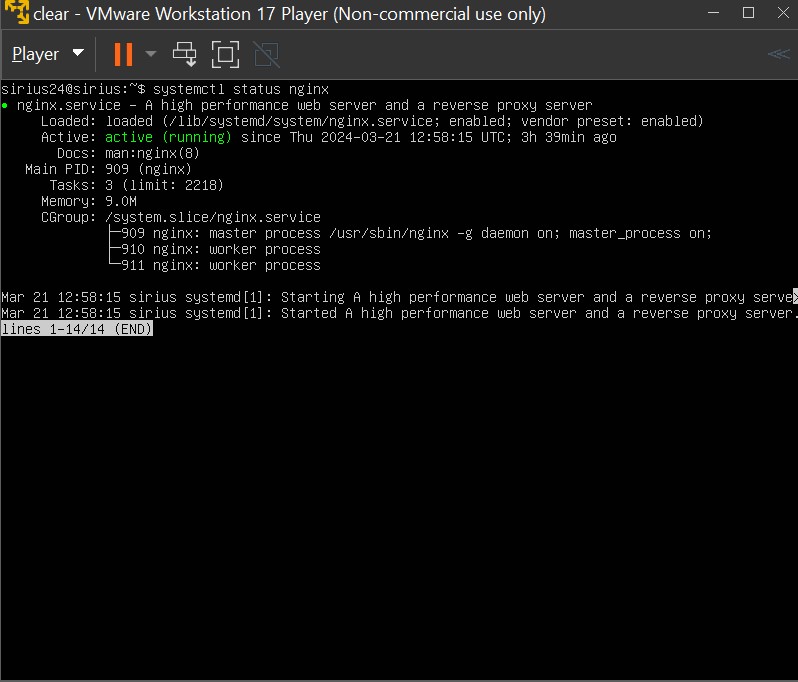 clear - VMware Workstation 17 Player (Non-commercial use only)
Player
sirius24@sirius:~$ systemctl status nginx
● nginx.service - A high performance web server and a reverse proxy server
Loaded: loaded (/lib/systemd/system/nginx.service; enabled; vendor preset: enabled)
Active: active (running) since Thu 2024-03-21 12:58:15 UTC; 3h 39min ago
Docs: man:nginx(8)
Main PID: 909 (nginx)
Tasks: 3 (limit: 2218)
Memory: 9.0M
CGroup: /system.slice/nginx.service
├─909 nginx: master process /usr/sbin/nginx -g daemon on; master_process on;
├─910 nginx: worker process
└─911 nginx: worker process
Mar 21 12:58:15 sirius systemd[1]: Starting A high performance web server and a reverse proxy serve>
Mar 21 12:58:15 sirius systemd[1]: Started A high performance web server and a reverse proxy server.
lines 1-14/14 (END)